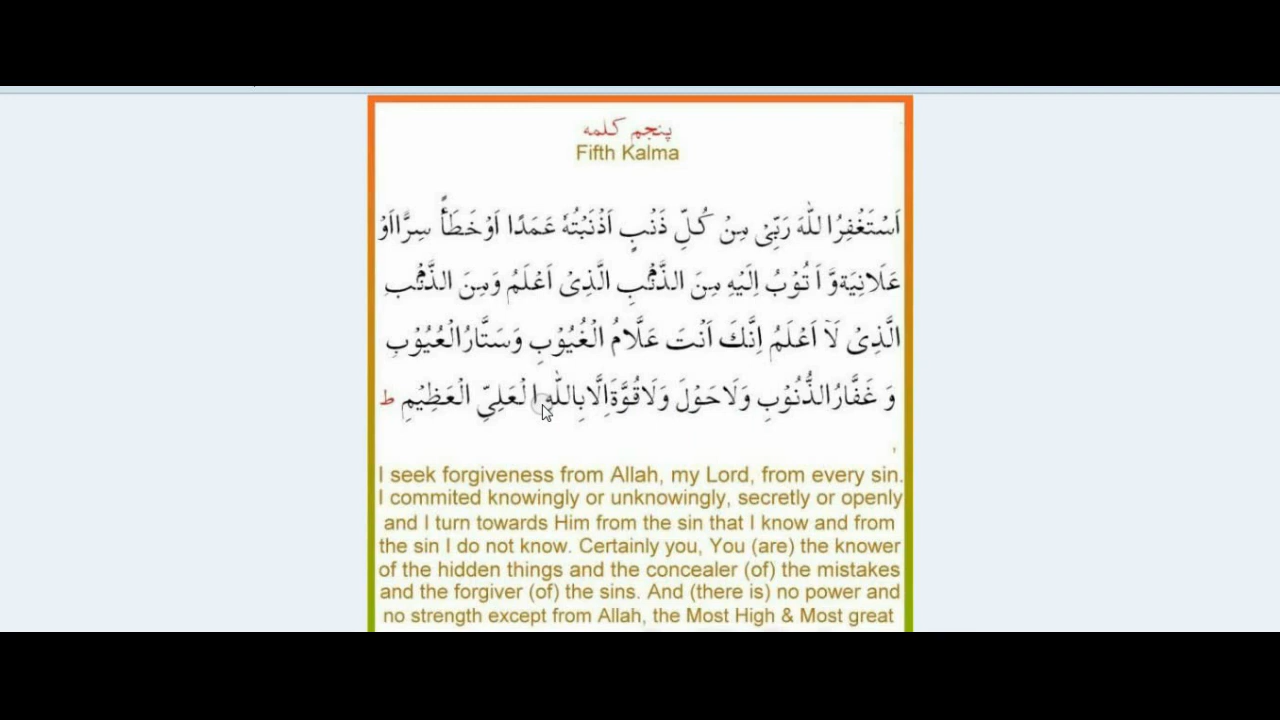 پنجم کلمہ
Fifth Kalma
اَسْتَغْفِرُا للّٰهَ رَبِّیْ مِنْ کُلِّ ذَنْۢبٍ اَذْنَبْتُهٗ عَمَدًا اَوْ خَطَأً سِرًّا اَوْ
عَلَانِیَةً وَّ اَ تُوْبُ اِلَیْهِ مِنَ الذَّنْۢبِ الَّذِیْ اَعْلَمُ وَمِنَ الذَّنْۢبِ
الَّذِیْ لَآ اَعْلَمُ اِنَّكَ اَنْتَ عَلَّامُ الْغُیُوْبِ وَسَتَّارُ الْعُیُوْبِ
وَ غَفَّارُ الذُّنُوْبِ وَلَا حَوْلَ وَلَا قُوَّةَ اِلَّا بِاللّٰهِ الْعَلِیِّ الْعَظِیْمِ ط
I seek forgiveness from Allah, my Lord, from every sin.
I commited knowingly or unknowingly, secretly or openly
and I turn towards Him from the sin that I know and from
the sin I do not know. Certainly you, You (are) the knower
of the hidden things and the concealer (of) the mistakes
and the forgiver (of) the sins. And (there is) no power and
no strength except from Allah, the Most High & Most great